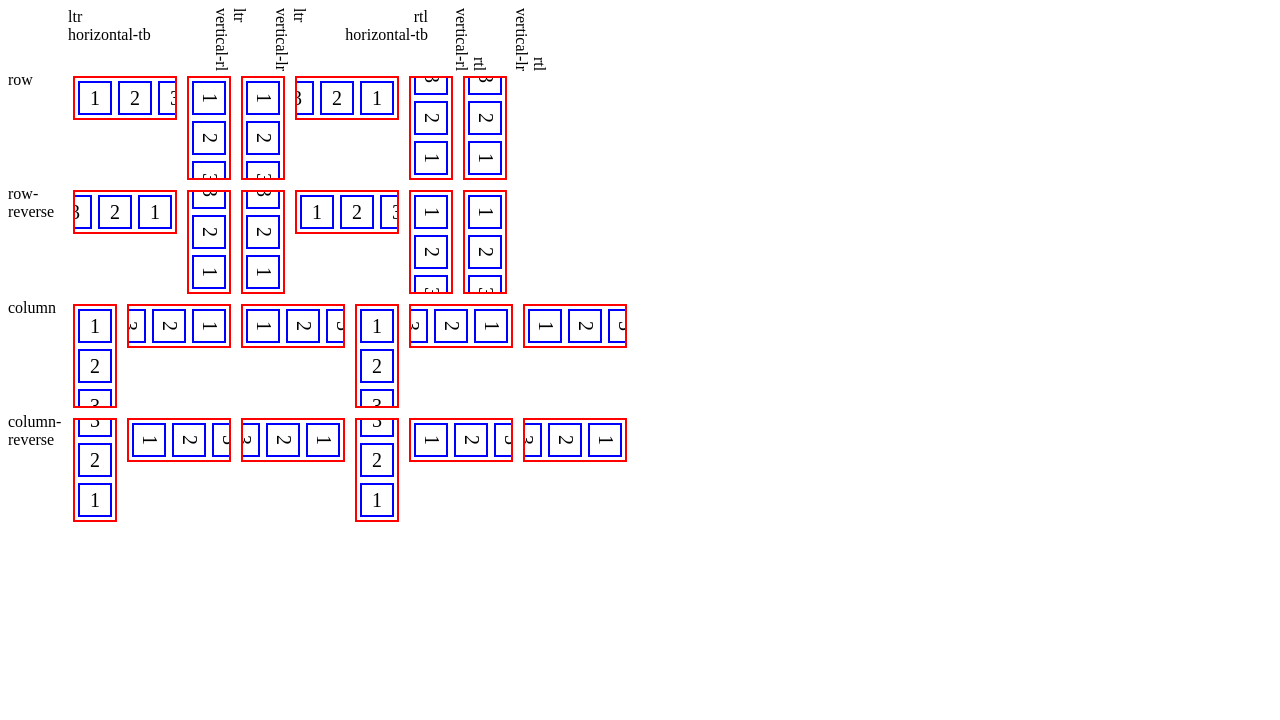 ltr
horizontal-tb
ltr
vertical-rl
ltr
vertical-lr
rtl
horizontal-tb
vertical-rl
rtl
vertical-lr
rtl
row
1 2 3
1 2 3
1 2 3
3 2 1
3 2 1
3 2 1
row-
reverse
3 2 1
3 2 1
3 2 1
1 2 3
1 2 3
1 2 3
column
1 2 3
3 2 1
1 2 3
1 2 3
3 2 1
1 2 3
column-
reverse
3 2 1
1 2 3
3 2 1
3 2 1
1 2 3
3 2 1